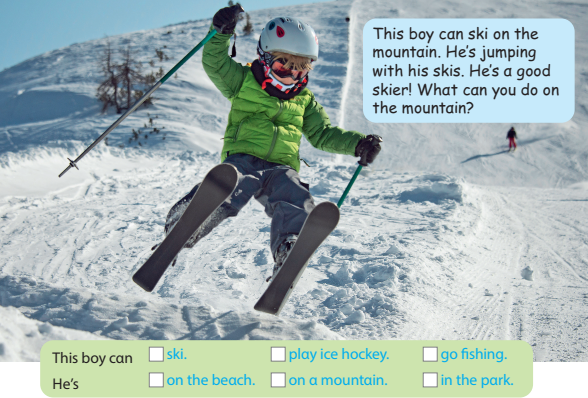 This boy can ski on the
mountain. He's jumping
with his skis. He's a good
skier! What can you do on
the mountain?
This boy can ski. play ice hockey. go fishing.
He's on the beach. on a mountain. in the park.